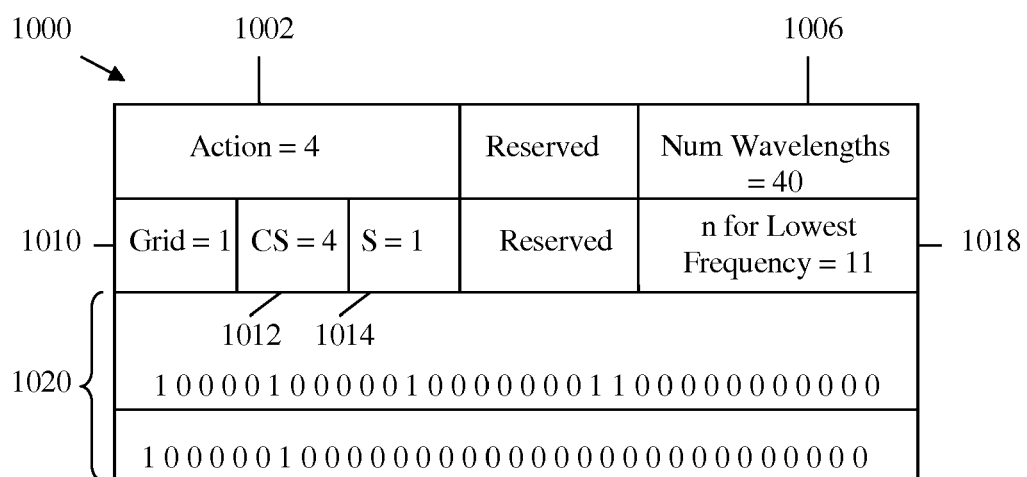 1000
1002
1006
Action = 4
Reserved
Num Wavelengths
= 40
1010
Grid = 1
CS = 4
S = 1
Reserved
n for Lowest
Frequency = 11
1018
1012
1014
1020
1 0 0 0 0 1 0 0 0 0 0 1 0 0 0 0 0 0 0 1 1 0 0 0 0 0 0 0 0 0 0 0
1 0 0 0 0 0 1 0 0 0 0 0 0 0 0 0 0 0 0 0 0 0 0 0 0 0 0 0 0 0 0 0